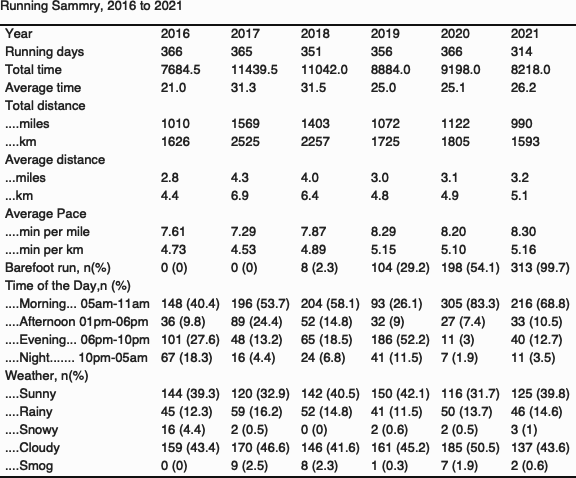 Running Sammry, 2016 to 2021
Year 2016 2017 2018 2019 2020 2021
Running days 366 365 351 356 366 314
Total time 7684.5 11439.5 11042.0 8884.0 9198.0 8218.0
Average time 21.0 31.3 31.5 25.0 25.1 26.2
Total distance
....miles 1010 1569 1403 1072 1122 990
....km 1626 2525 2257 1725 1805 1593
Average distance
...miles 2.8 4.3 4.0 3.0 3.1 3.2
...km 4.4 6.9 6.4 4.8 4.9 5.1
Average Pace
....min per mile 7.61 7.29 7.87 8.29 8.20 8.30
....min per km 4.73 4.53 4.89 5.15 5.10 5.16
Barefoot run, n(%) 0 (0) 0 (0) 8 (2.3) 104 (29.2) 198 (54.1) 313 (99.7)
Time of the Day,n (%)
....Morning... 05am-11am 148 (40.4) 196 (53.7) 204 (58.1) 93 (26.1) 305 (83.3) 216 (68.8)
....Afternoon 01pm-06pm 36 (9.8) 89 (24.4) 52 (14.8) 32 (9) 27 (7.4) 33 (10.5)
....Evening... 06pm-10pm 101 (27.6) 48 (13.2) 65 (18.5) 186 (52.2) 11 (3) 40 (12.7)
....Night....... 10pm-05am 67 (18.3) 16 (4.4) 24 (6.8) 41 (11.5) 7 (1.9) 11 (3.5)
Weather, n(%)
....Sunny 144 (39.3) 120 (32.9) 142 (40.5) 150 (42.1) 116 (31.7) 125 (39.8)
....Rainy 45 (12.3) 59 (16.2) 52 (14.8) 41 (11.5) 50 (13.7) 46 (14.6)
....Snowy 16 (4.4) 2 (0.5) 0 (0) 2 (0.6) 2 (0.5) 3 (1)
....Cloudy 159 (43.4) 170 (46.6) 146 (41.6) 161 (45.2) 185 (50.5) 137 (43.6)
....Smog 0 (0) 9 (2.5) 8 (2.3) 1 (0.3) 7 (1.9) 2 (0.6)